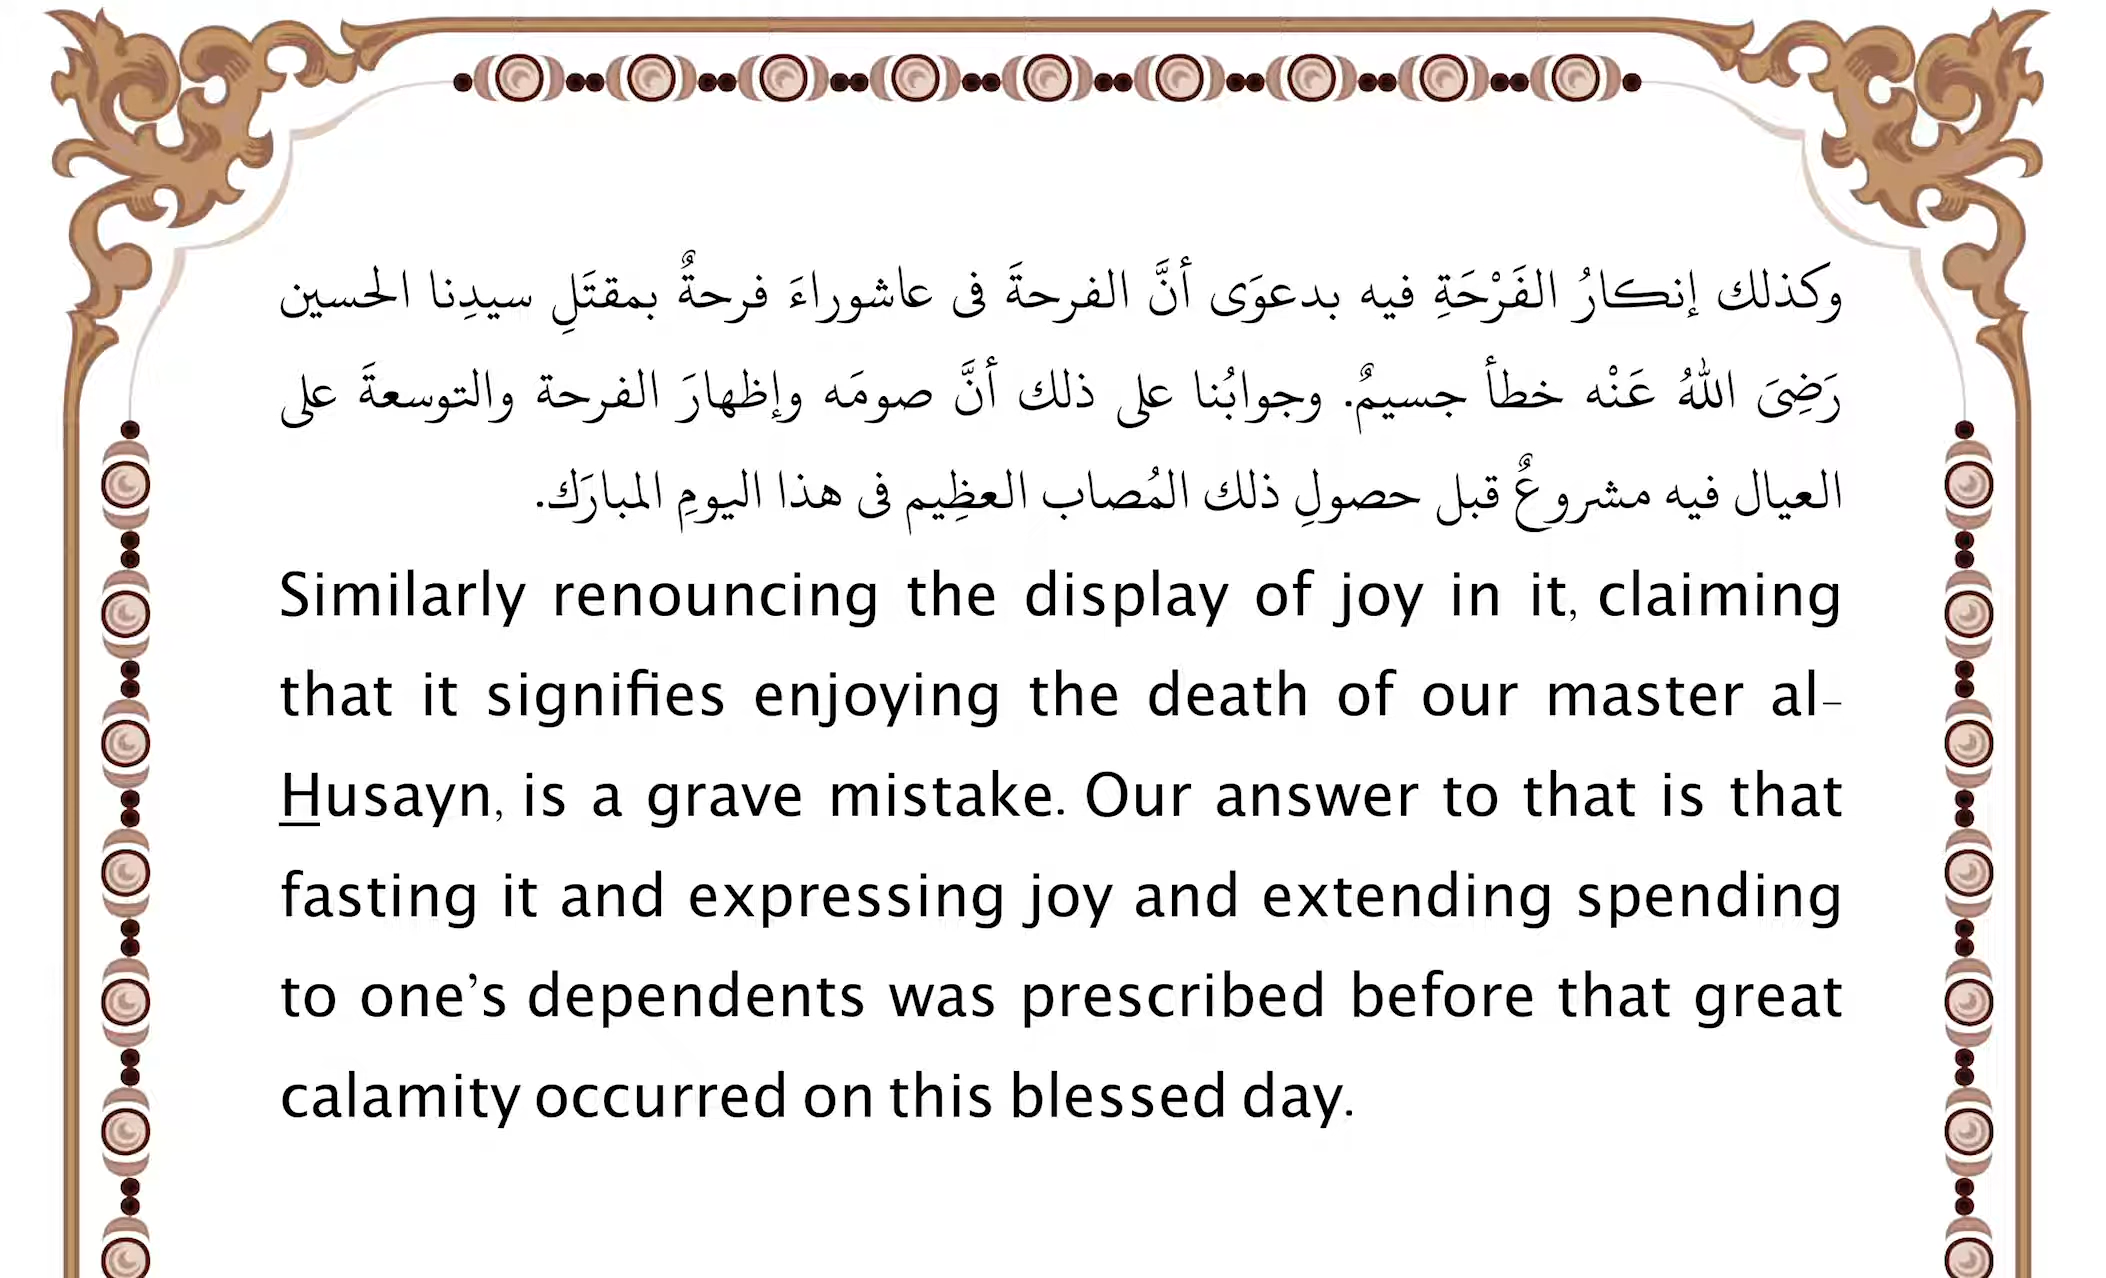 وكذلك إنكارُ الفَرْحَةِ فيه بدعوَى أنَّ الفرحةَ فى عاشوراءَ فرحةٌ بمقتَلِ سيدِنا الحسين
رَضِىَ اللهُ عَنْه خطأ جسيمٌ. وجوابُنا على ذلك أنَّ صومَه وإظهارَ الفرحة والتوسعةَ على
العيال فيه مشروعٌ قبل حصولِ ذلك المُصاب العظِيم فى هذا اليومِ المبارَك.
Similarly renouncing the display of joy in it, claiming
that it signifies enjoying the death of our master al-
Husayn, is a grave mistake. Our answer to that is that
fasting it and expressing joy and extending spending
to one’s dependents was prescribed before that great
calamity occurred on this blessed day.